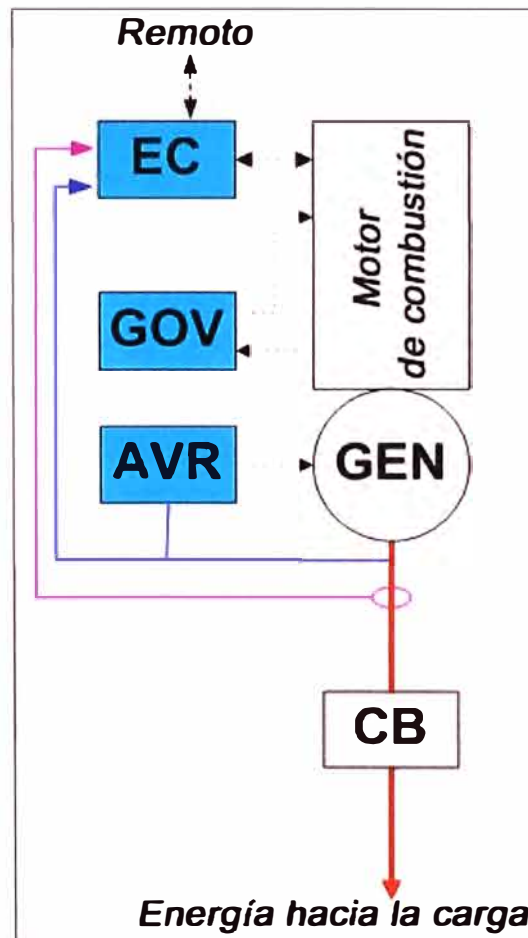 Remoto
EC
Motor
de combustión
GOV
AVR
GEN
CB
Energía hacia la carga